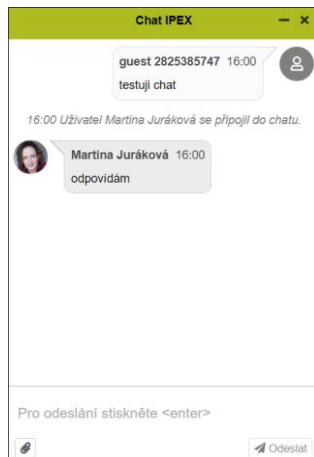 Chat IPEX
guest 2825385747 16:00
testuji chat
16:00 Uživatel Martina Juráková se připojil do chatu.
Martina Juráková 16:00
odpovídám
Pro odeslání stiskněte <enter>
Odeslat